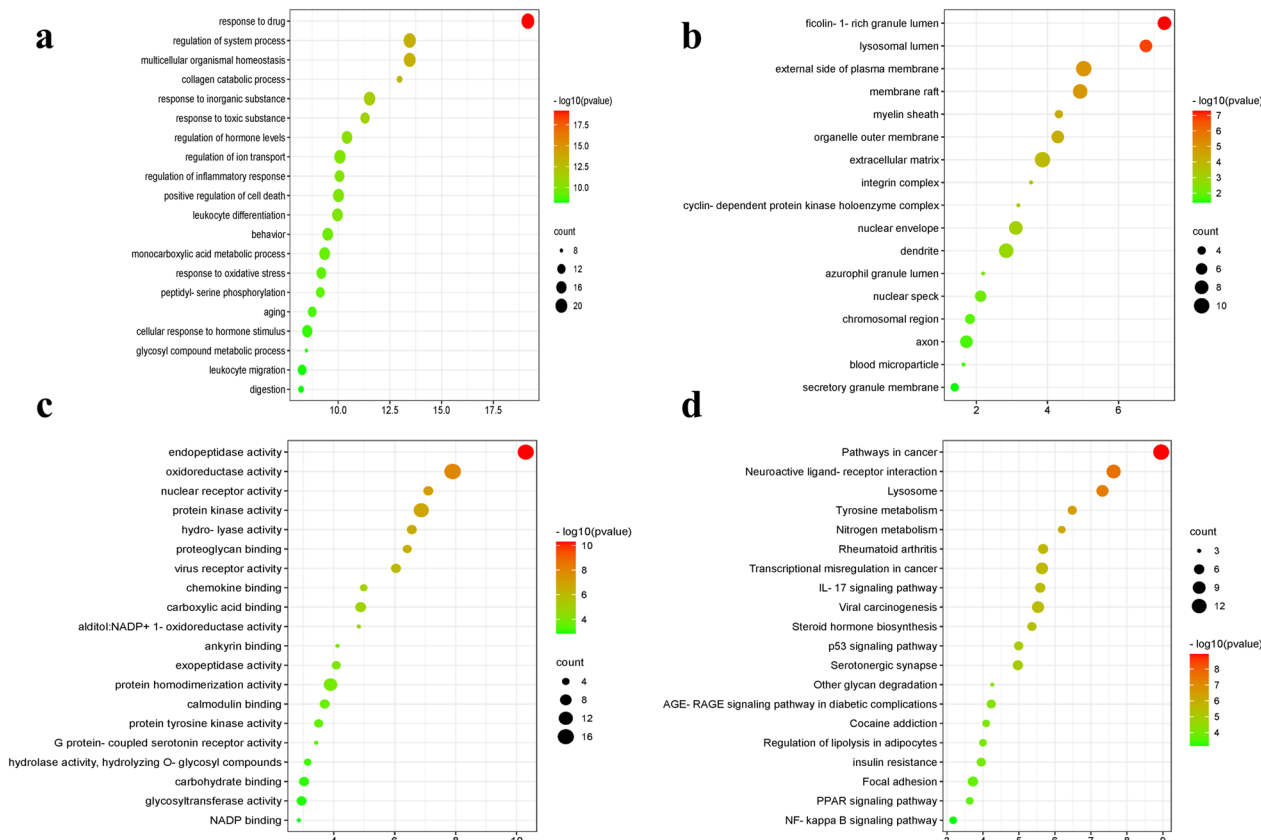 a
response to drug
regulation of system process
multicellular organismal homeostasis
collagen catabolic process
response to inorganic substance
response to toxic substance
regulation of hormone levels
regulation of ion transport
regulation of inflammatory response
positive regulation of cell death
leukocyte differentiation
behavior
monocarboxylic acid metabolic process
response to oxidative stress
peptidyl- serine phosphorylation
aging
cellular response to hormone stimulus
glycosyl compound metabolic process
leukocyte migration
digestion
10.0 12.5 15.0 17.5
- log10(pvalue)
17.5
15.0
12.5
10.0
count
8
12
16
20
b
ficolin- 1- rich granule lumen
lysosomal lumen
external side of plasma membrane
membrane raft
myelin sheath
organelle outer membrane
extracellular matrix
integrin complex
cyclin- dependent protein kinase holoenzyme complex
nuclear envelope
dendrite
azurophil granule lumen
nuclear speck
chromosomal region
axon
blood microparticle
secretory granule membrane
2 4 6
- log10(pvalue)
7
6
5
4
3
2
count
4
6
8
10
c
endopeptidase activity
oxidoreductase activity
nuclear receptor activity
protein kinase activity
hydro- lyase activity
proteoglycan binding
virus receptor activity
chemokine binding
carboxylic acid binding
alditol:NADP+ 1- oxidoreductase activity
ankyrin binding
exopeptidase activity
protein homodimerization activity
calmodulin binding
protein tyrosine kinase activity
G protein- coupled serotonin receptor activity
hydrolase activity, hydrolyzing O- glycosyl compounds
carbohydrate binding
glycosyltransferase activity
NADP binding
4 6 8 10
- log10(pvalue)
10
8
6
4
count
4
8
12
16
d
Pathways in cancer
Neuroactive ligand- receptor interaction
Lysosome
Tyrosine metabolism
Nitrogen metabolism
Rheumatoid arthritis
Transcriptional misregulation in cancer
IL- 17 signaling pathway
Viral carcinogenesis
Steroid hormone biosynthesis
p53 signaling pathway
Serotonergic synapse
Other glycan degradation
AGE- RAGE signaling pathway in diabetic complications
Cocaine addiction
Regulation of lipolysis in adipocytes
insulin resistance
Focal adhesion
PPAR signaling pathway
NF- kappa B signaling pathway
3 4 5 6 7 8 9
count
3
6
9
12
- log10(pvalue)
8
7
6
5
4